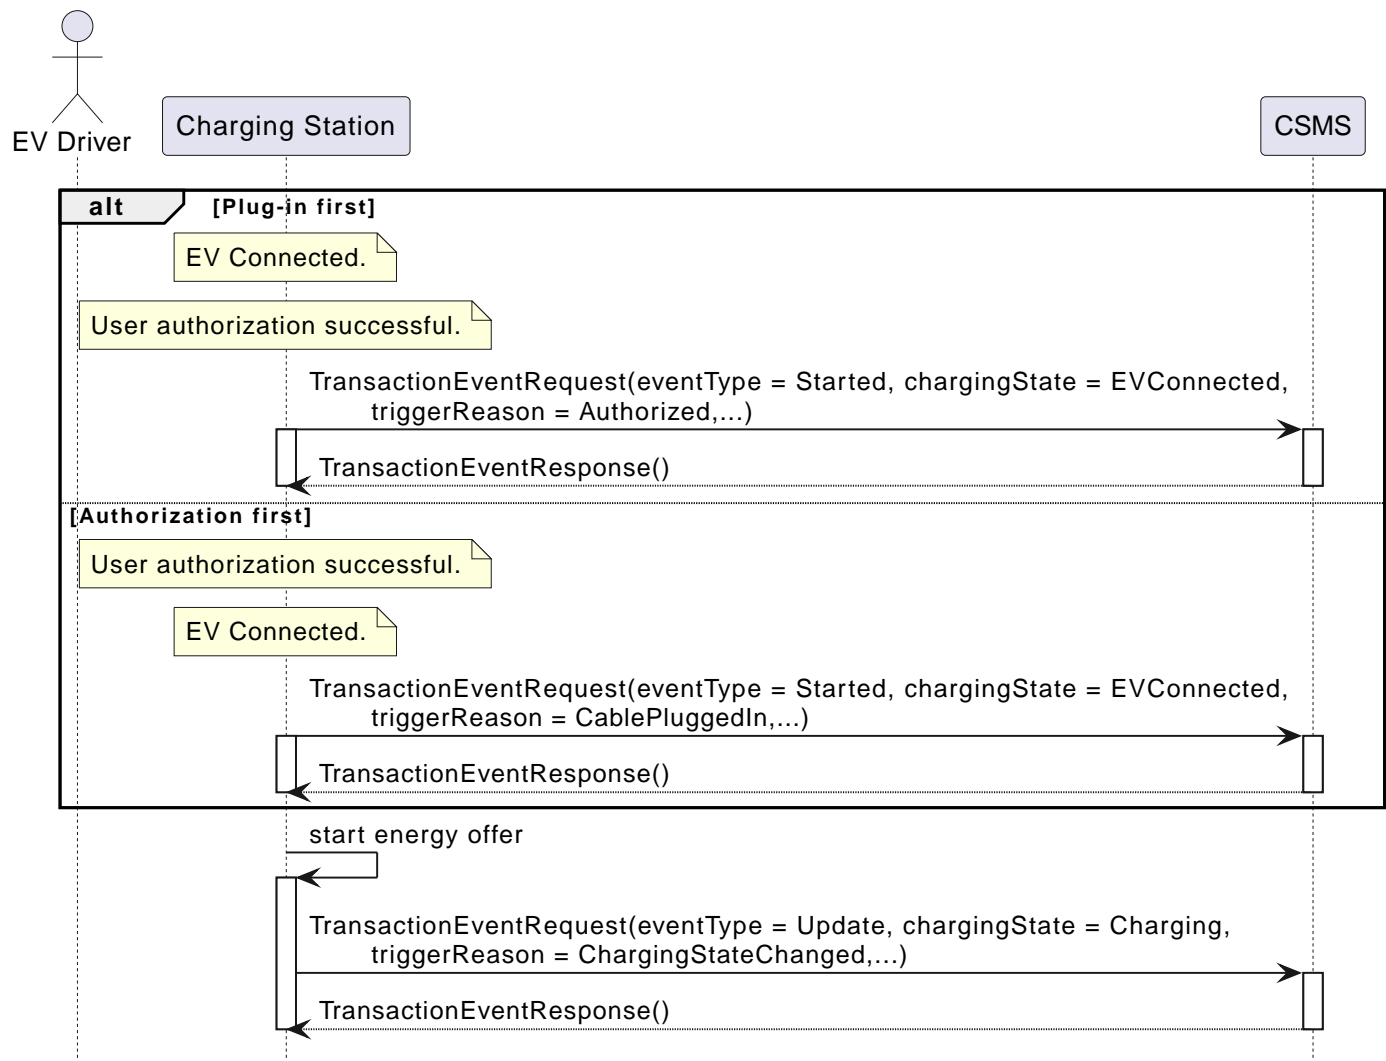 EV Driver
Charging Station
CSMS
alt
[Plug-in first]
EV Connected.
User authorization successful.
TransactionEventRequest(eventType = Started, chargingState = EVConnected,
triggerReason = Authorized,...)
TransactionEventResponse()
[Authorization first]
User authorization successful.
EV Connected.
TransactionEventRequest(eventType = Started, chargingState = EVConnected,
triggerReason = CablePluggedIn,...)
TransactionEventResponse()
start energy offer
TransactionEventRequest(eventType = Update, chargingState = Charging,
triggerReason = ChargingStateChanged,...)
TransactionEventResponse()